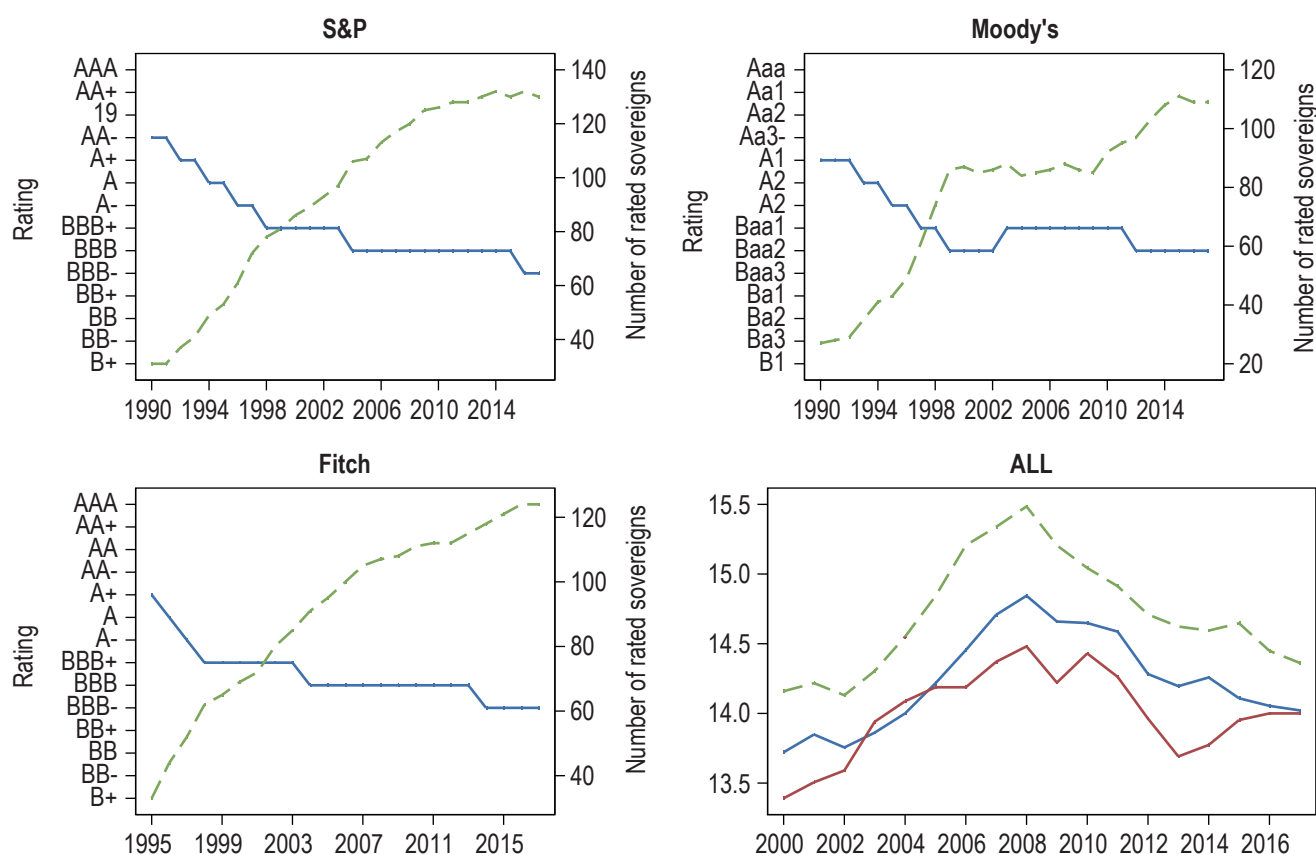 S&P
Rating
AAA
AA+
19
AA-
A+
A
A-
BBB+
BBB
BBB-
BB+
BB
BB-
B+
140
120
100
80
60
40
Number of rated sovereigns
1990 1994 1998 2002 2006 2010 2014
Moody's
Rating
Aaa
Aa1
Aa2
Aa3-
A1
A2
A2
Baa1
Baa2
Baa3
Ba1
Ba2
Ba3
B1
120
100
80
60
40
20
Number of rated sovereigns
1990 1994 1998 2002 2006 2010 2014
Fitch
Rating
AAA
AA+
AA
AA-
A+
A
A-
BBB+
BBB
BBB-
BB+
BB
BB-
B+
120
100
80
60
40
Number of rated sovereigns
1995 1999 2003 2007 2011 2015
ALL
15.5
15.0
14.5
14.0
13.5
2000 2002 2004 2006 2008 2010 2012 2014 2016